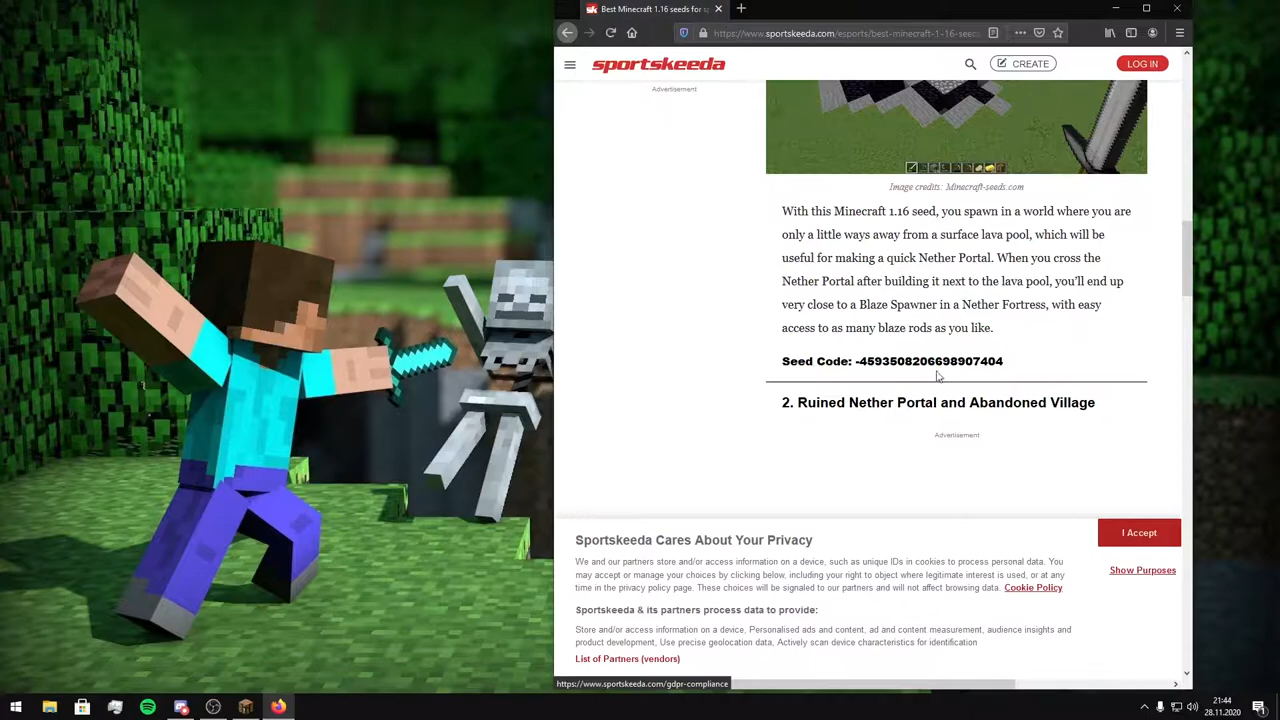 Best Minecraft 1.16 seeds for s
https://www.sportskeeda.com/esports/best-minecraft-1-16-seeds
sportskeeda
CREATE
LOG IN
Advertisement
Image credits: Minecraft-seeds.com
With this Minecraft 1.16 seed, you spawn in a world where you are
only a little ways away from a surface lava pool, which will be
useful for making a quick Nether Portal. When you cross the
Nether Portal after building it next to the lava pool, you'll end up
very close to a Blaze Spawner in a Nether Fortress, with easy
access to as many blaze rods as you like.
Seed Code: -4593508206698907404
2. Ruined Nether Portal and Abandoned Village
Advertisement
Sportskeeda Cares About Your Privacy
I Accept
We and our partners store and/or access information on a device, such as unique IDs in cookies to process personal data. You
may accept or manage your choices by clicking below, including your right to object where legitimate interest is used, or at any
time in the privacy policy page. These choices will be signaled to our partners and will not affect browsing data. Cookie Policy
Show Purposes
Sportskeeda & its partners process data to provide:
Store and/or access information on a device, Personalised ads and content, ad and content measurement, audience insights and
product development, Use precise geolocation data, Actively scan device characteristics for identification
List of Partners (vendors)
https://www.sportskeeda.com/gdpr-compliance
21:44
28.11.2020